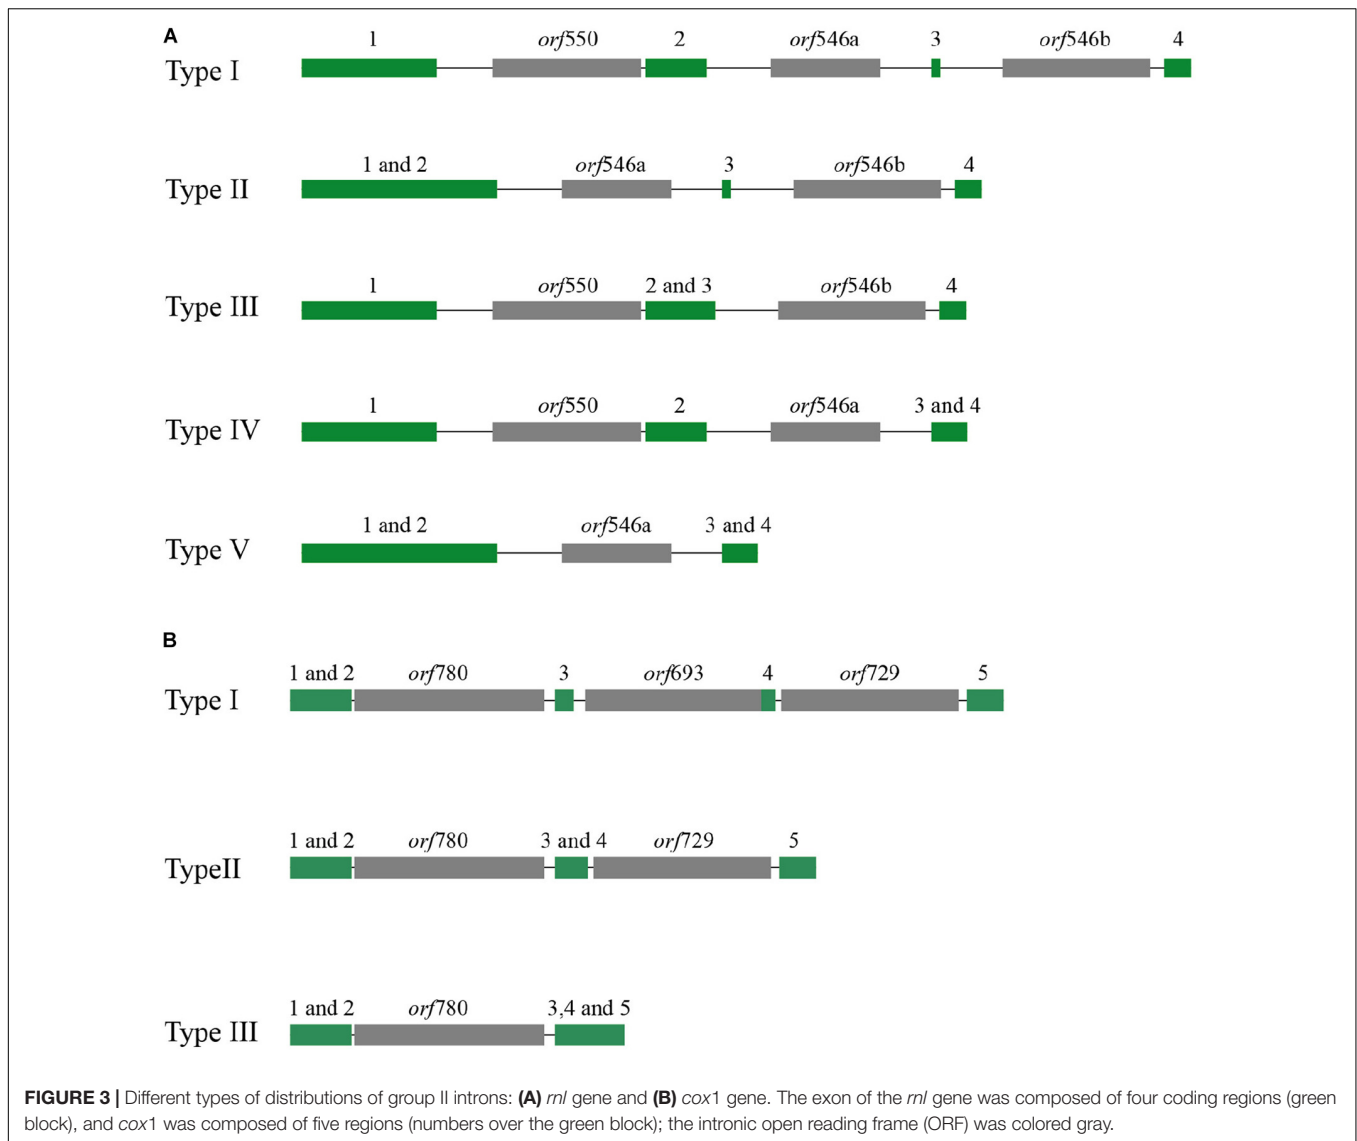 A
1 orf550 2 orf546a 3 orf546b 4
Type I
1 and 2 orf546a 3 orf546b 4
Type II
1 orf550 2 and 3 orf546b 4
Type III
1 orf550 2 orf546a 3 and 4
Type IV
1 and 2 orf546a 3 and 4
Type V
B
1 and 2 orf780 3 orf693 4 orf729 5
Type I
1 and 2 orf780 3 and 4 orf729 5
TypeII
1 and 2 orf780 3,4 and 5
Type III
FIGURE 3 | Different types of distributions of group II introns: (A) rnl gene and (B) cox1 gene. The exon of the rnl gene was composed of four coding regions (green
block), and cox1 was composed of five regions (numbers over the green block); the intronic open reading frame (ORF) was colored gray.